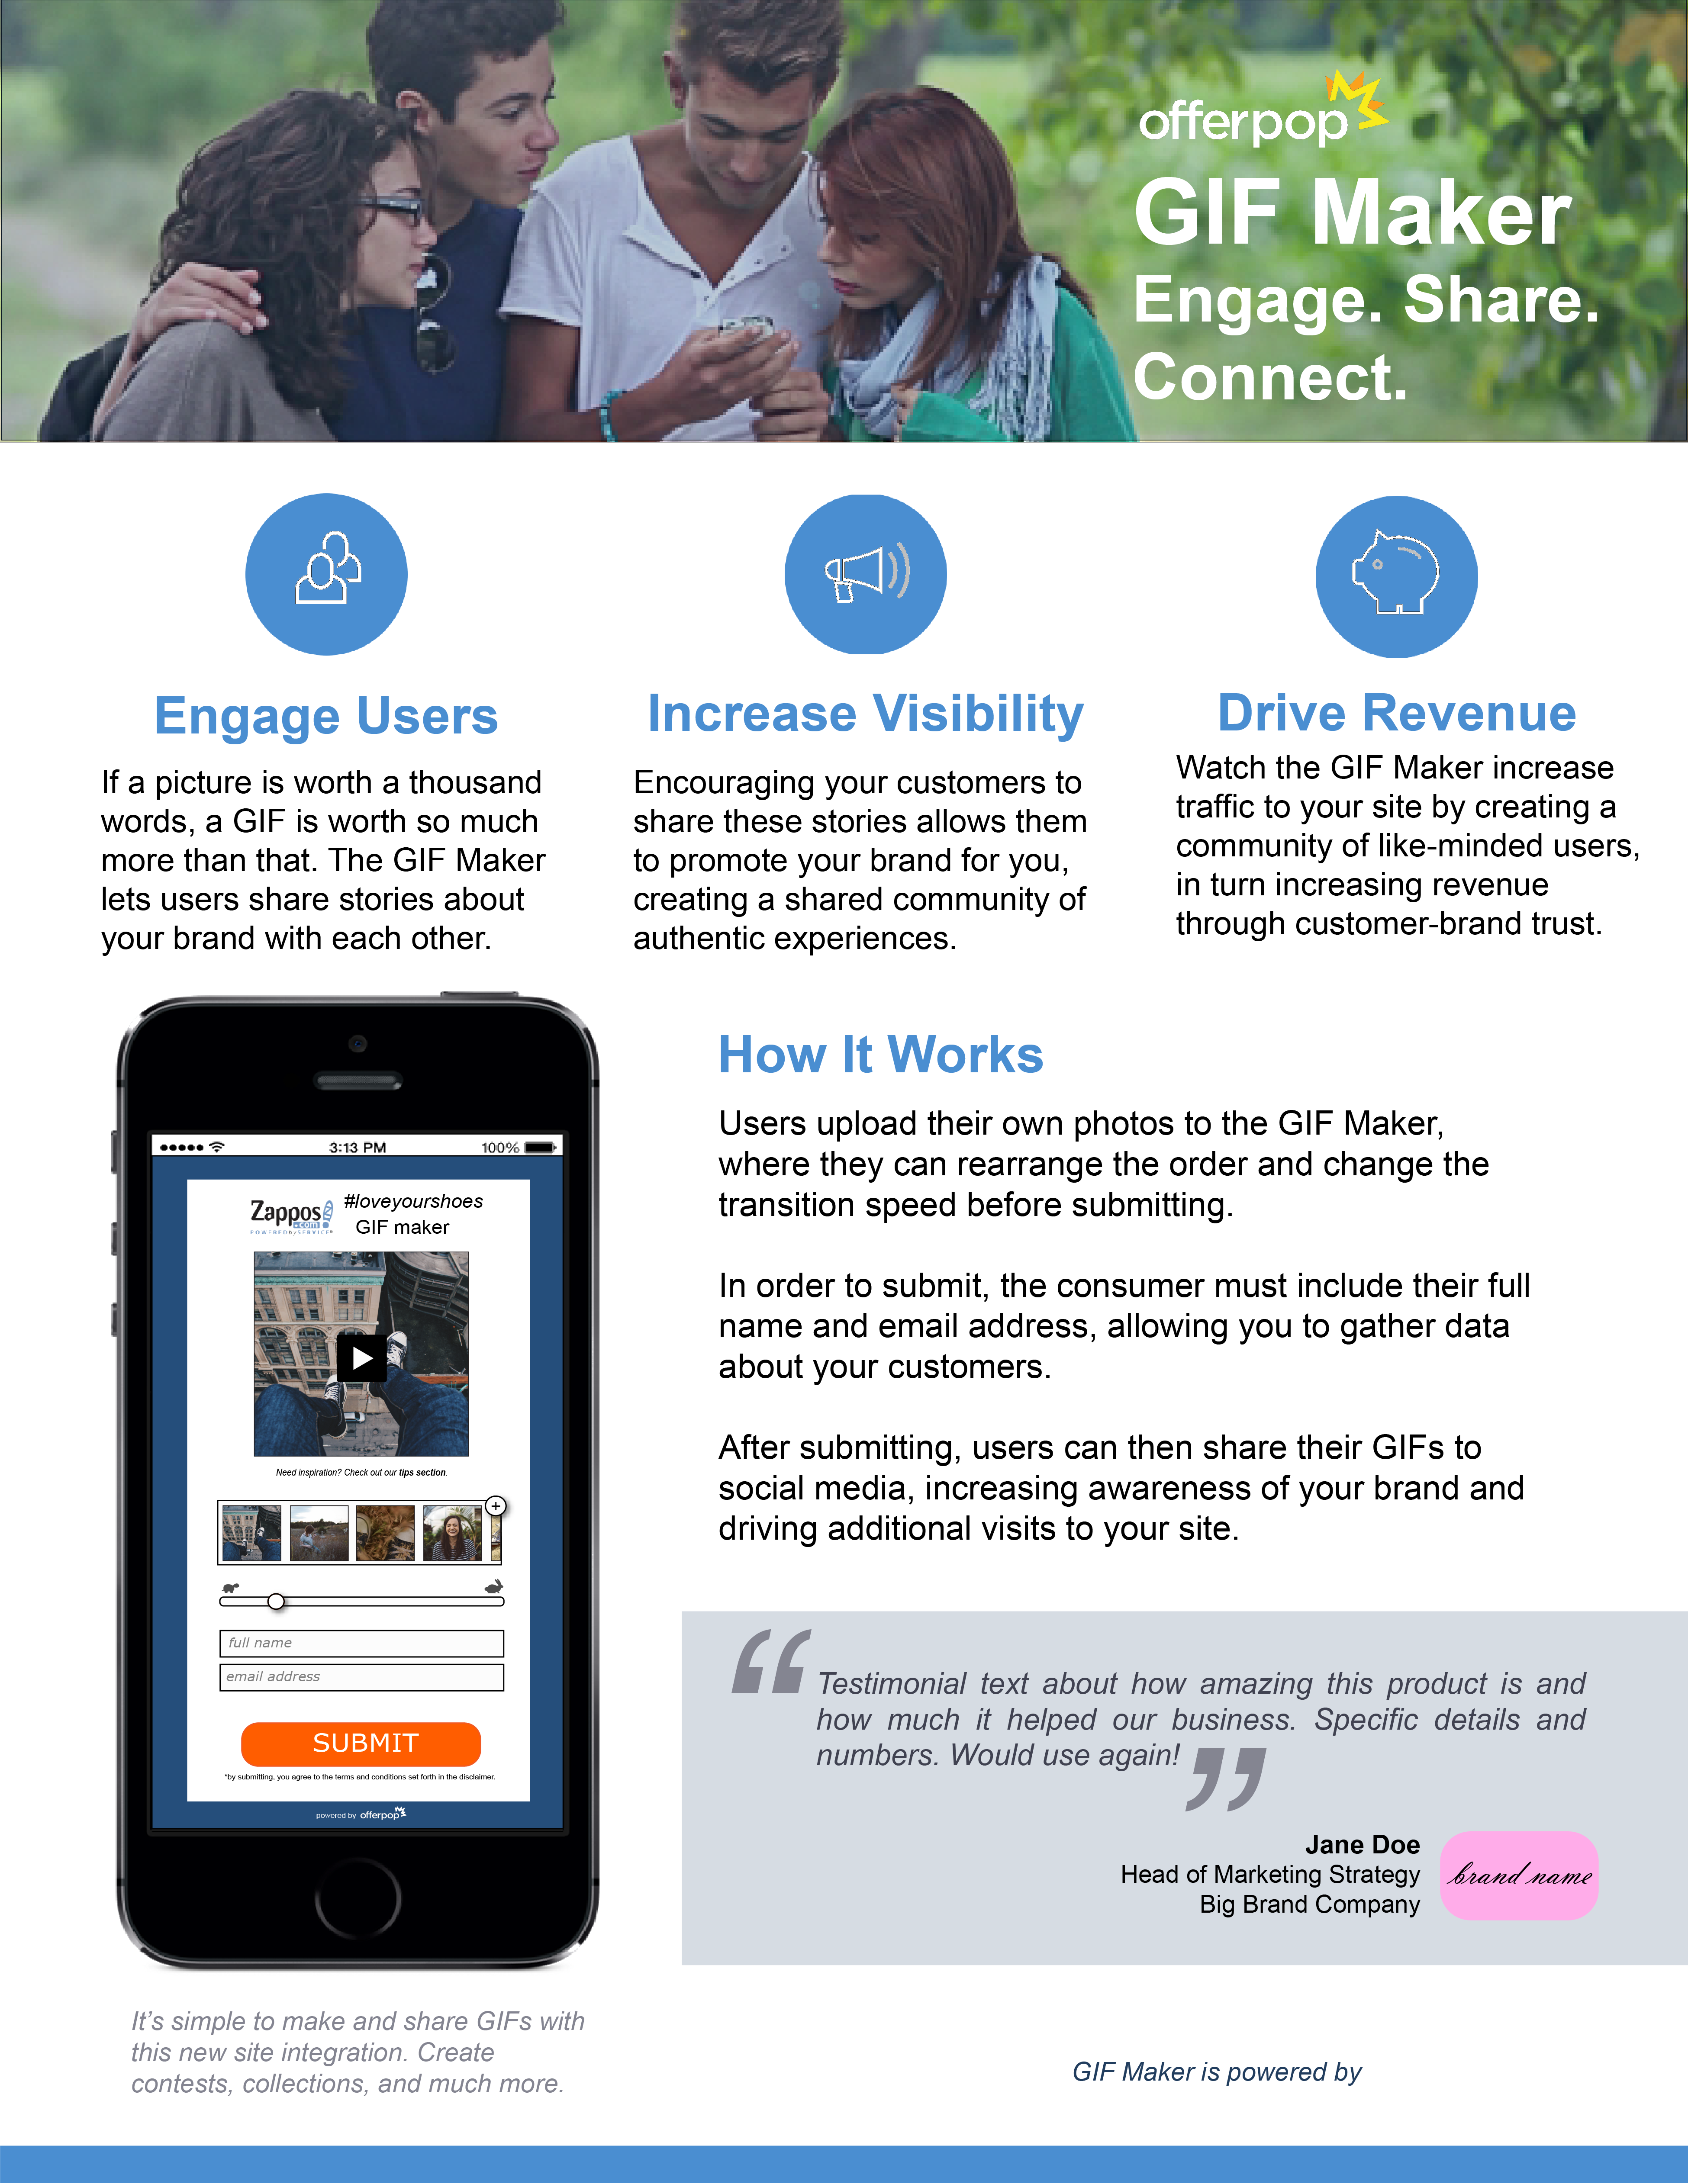 offerpop
GIF Maker
Engage. Share.
Connect.
Engage Users
If a picture is worth a thousand
words, a GIF is worth so much
more than that. The GIF Maker
lets users share stories about
your brand with each other.
Increase Visibility
Encouraging your customers to
share these stories allows them
to promote your brand for you,
creating a shared community of
authentic experiences.
Drive Revenue
Watch the GIF Maker increase
traffic to your site by creating a
community of like-minded users,
in turn increasing revenue
through customer-brand trust.
3:13 PM 100%
Zappos
.com
POWERED by SERVICE®
#loveyourshoes
GIF maker
Need inspiration? Check out our tips section.
+
full name
email address
SUBMIT
*by submitting, you agree to the terms and conditions set forth in the disclaimer.
powered by offerpop
How It Works
Users upload their own photos to the GIF Maker,
where they can rearrange the order and change the
transition speed before submitting.
In order to submit, the consumer must include their full
name and email address, allowing you to gather data
about your customers.
After submitting, users can then share their GIFs to
social media, increasing awareness of your brand and
driving additional visits to your site.
“Testimonial text about how amazing this product is and
how much it helped our business. Specific details and
numbers. Would use again!”
Jane Doe
Head of Marketing Strategy
Big Brand Company
brand name
It’s simple to make and share GIFs with
this new site integration. Create
contests, collections, and much more.
GIF Maker is powered by